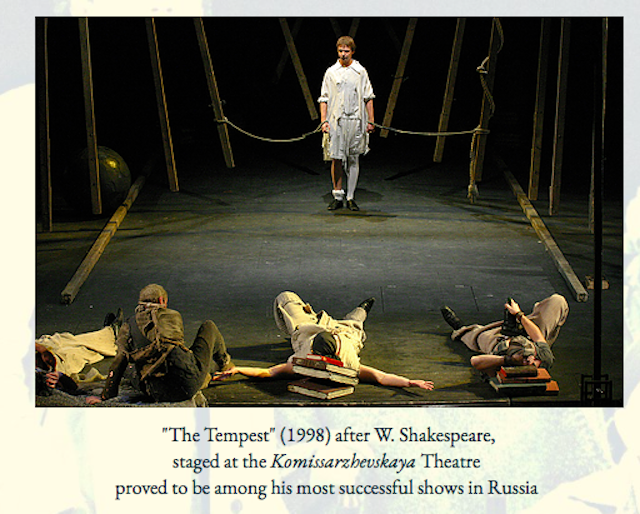 "The Tempest" (1998) after W. Shakespeare,
staged at the Komissarzhevskaya Theatre
proved to be among his most successful shows in Russia